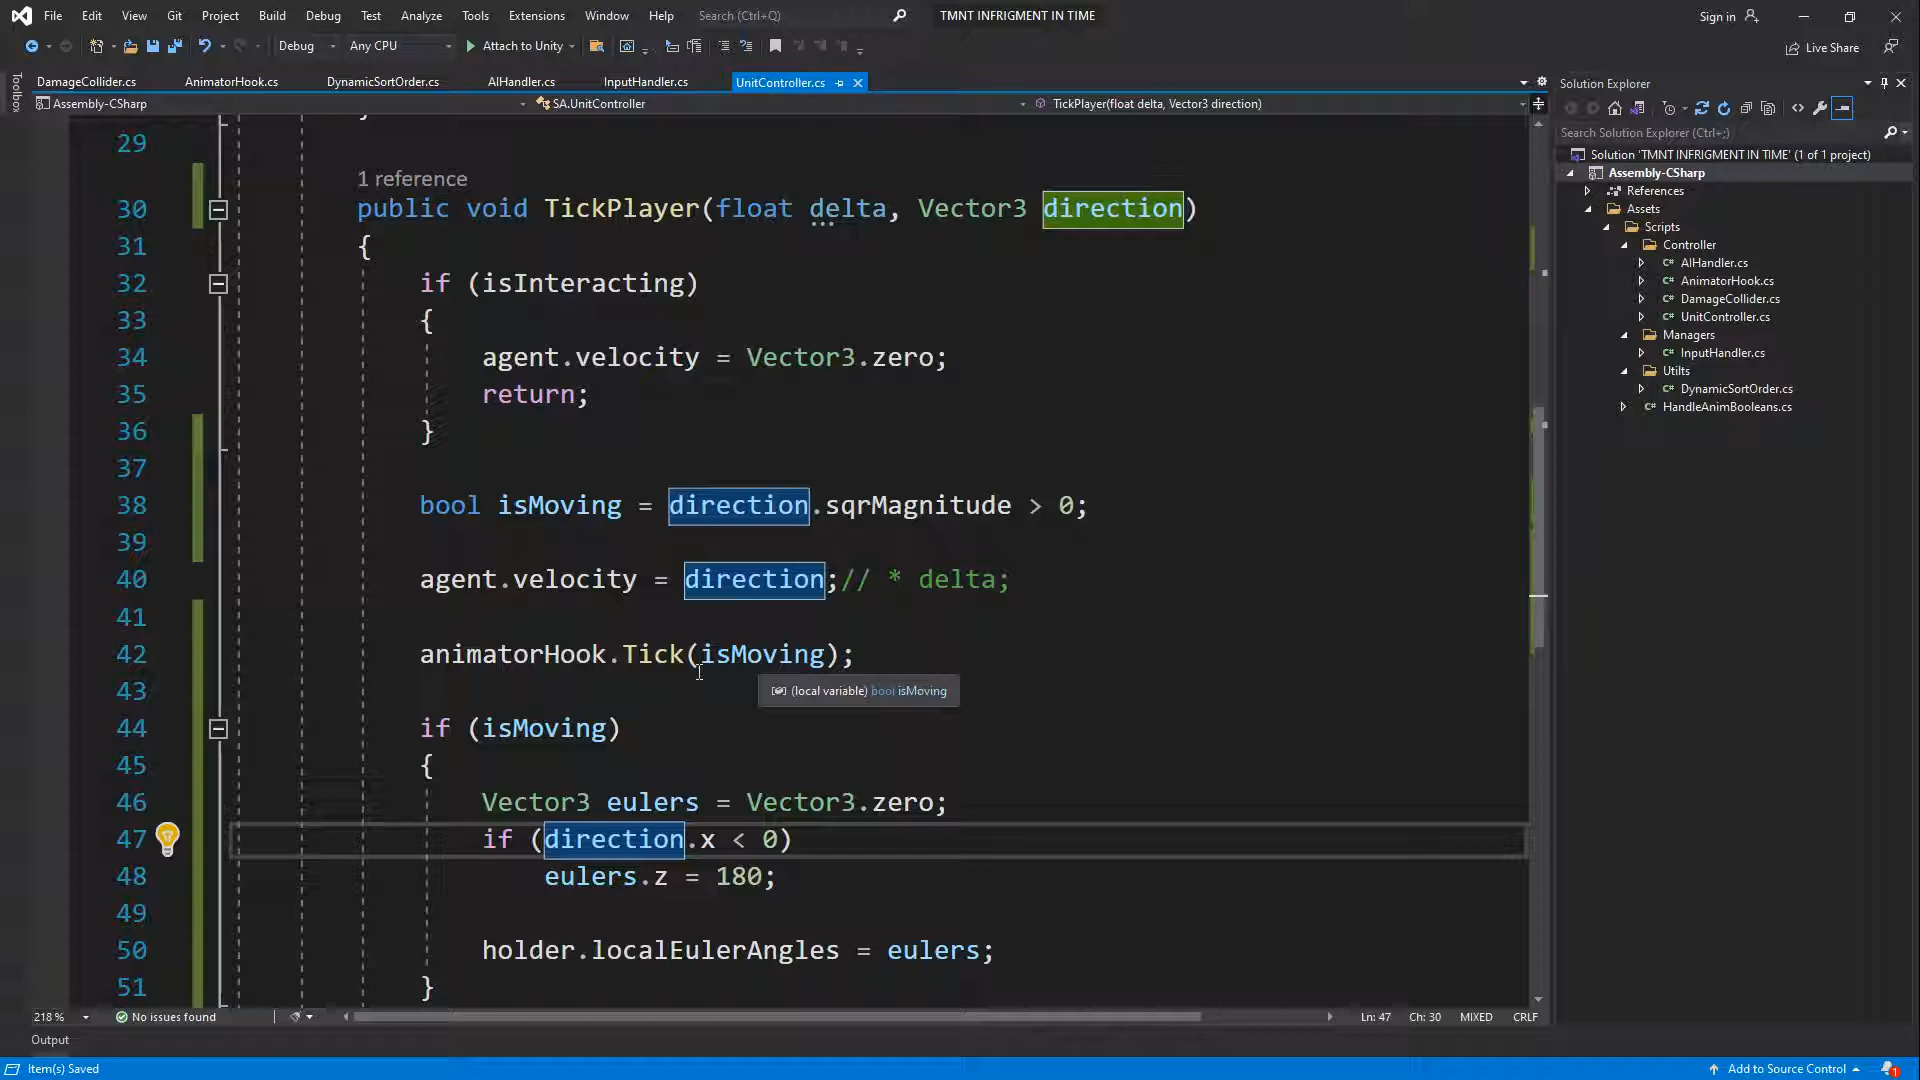 File Edit View Git Project Build Debug Test Analyze Tools Extensions Window Help Search (Ctrl+Q) TMNT INFRIGMENT IN TIME Sign in
Debug Any CPU Attach to Unity Live Share
Toolbox
DamageCollider.cs AnimatorHook.cs DynamicSortOrder.cs AIHandler.cs InputHandler.cs UnitController.cs
Assembly-CSharp SA.UnitController TickPlayer(float delta, Vector3 direction)
}
29
1 reference
30 public void TickPlayer(float delta, Vector3 direction)
31 {
32 if (isInteracting)
33 {
34 agent.velocity = Vector3.zero;
35 return;
36 }
37
38 bool isMoving = direction.sqrMagnitude > 0;
39
40 agent.velocity = direction;// * delta;
41
42 animatorHook.Tick(isMoving);
43
(local variable) bool isMoving
44 if (isMoving)
45 {
46 Vector3 eulers = Vector3.zero;
47 if (direction.x < 0)
48 eulers.z = 180;
49
50 holder.localEulerAngles = eulers;
51 }
218 % No issues found Ln: 47 Ch: 30 MIXED CRLF
Output
Item(s) Saved Add to Source Control 1
Solution Explorer
Search Solution Explorer (Ctrl+;)
Solution 'TMNT INFRIGMENT IN TIME' (1 of 1 project)
Assembly-CSharp
References
Assets
Scripts
Controller
C# AIHandler.cs
C# AnimatorHook.cs
C# DamageCollider.cs
C# UnitController.cs
Managers
C# InputHandler.cs
Utilts
C# DynamicSortOrder.cs
C# HandleAnimBooleans.cs